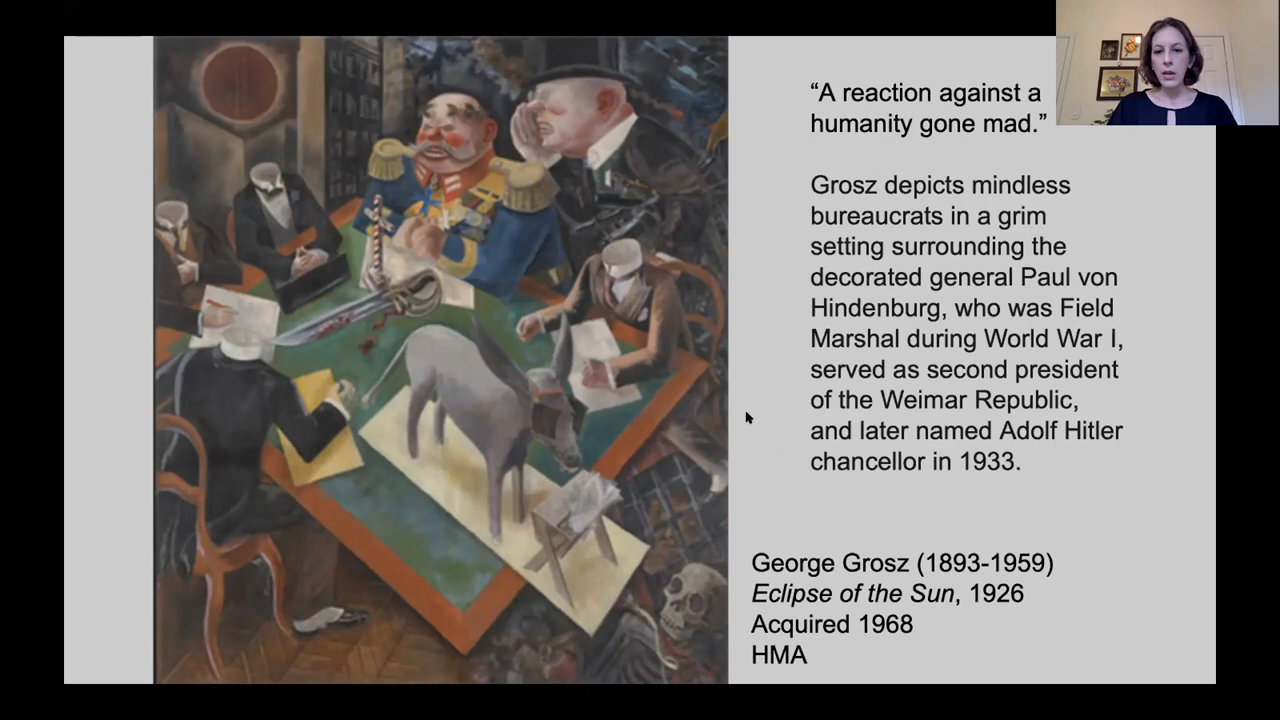 “A reaction against a
humanity gone mad.”
Grosz depicts mindless
bureaucrats in a grim
setting surrounding the
decorated general Paul von
Hindenburg, who was Field
Marshal during World War I,
served as second president
of the Weimar Republic,
and later named Adolf Hitler
chancellor in 1933.
George Grosz (1893-1959)
Eclipse of the Sun, 1926
Acquired 1968
HMA